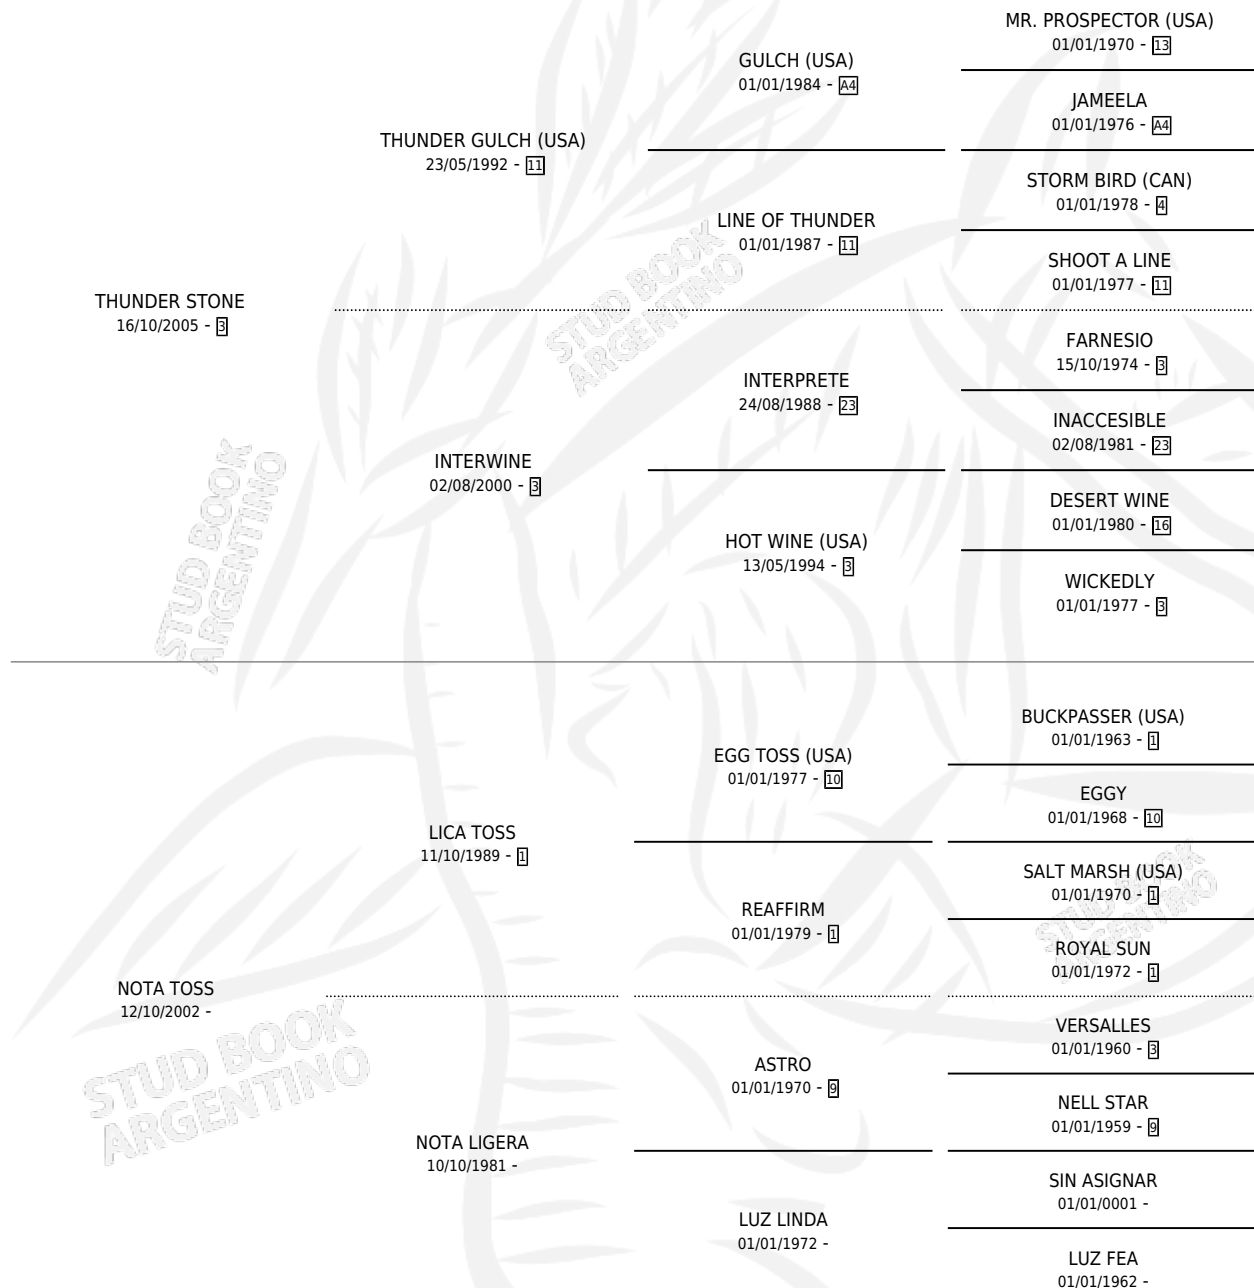 MR. PROSPECTOR (USA)
01/01/1970 - 13
GULCH (USA)
01/01/1984 - A4
JAMEELA
01/01/1976 - A4
THUNDER GULCH (USA)
23/05/1992 - 11
STORM BIRD (CAN)
01/01/1978 - 4
LINE OF THUNDER
01/01/1987 - 11
SHOOT A LINE
01/01/1977 - 11
THUNDER STONE
16/10/2005 - 3
FARNESIO
15/10/1974 - 3
INTERPRETE
24/08/1988 - 23
INACCESIBLE
02/08/1981 - 23
INTERWINE
02/08/2000 - 3
DESERT WINE
01/01/1980 - 16
HOT WINE (USA)
13/05/1994 - 3
WICKEDLY
01/01/1977 - 3
BUCKPASSER (USA)
01/01/1963 - 1
EGG TOSS (USA)
01/01/1977 - 10
EGGY
01/01/1968 - 10
LICA TOSS
11/10/1989 - 1
SALT MARSH (USA)
01/01/1970 - 1
REAFFIRM
01/01/1979 - 1
ROYAL SUN
01/01/1972 - 1
NOTA TOSS
12/10/2002 -
VERSALLES
01/01/1960 - 3
ASTRO
01/01/1970 - 9
NELL STAR
01/01/1959 - 9
NOTA LIGERA
10/10/1981 -
SIN ASIGNAR
01/01/0001 -
LUZ LINDA
01/01/1972 -
LUZ FEA
01/01/1962 -
STUD BOOK
ARGENTINO
STUD BOOK
ARGENTINO
STUD BOOK
ARGENTINO
STUD BOOK
ARGENTINO